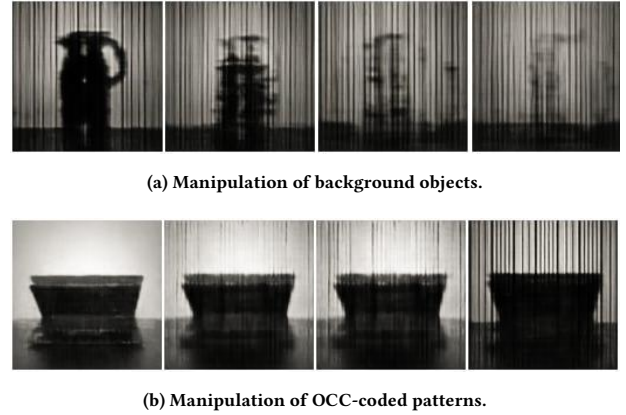 (a) Manipulation of background objects.
(b) Manipulation of OCC-coded patterns.